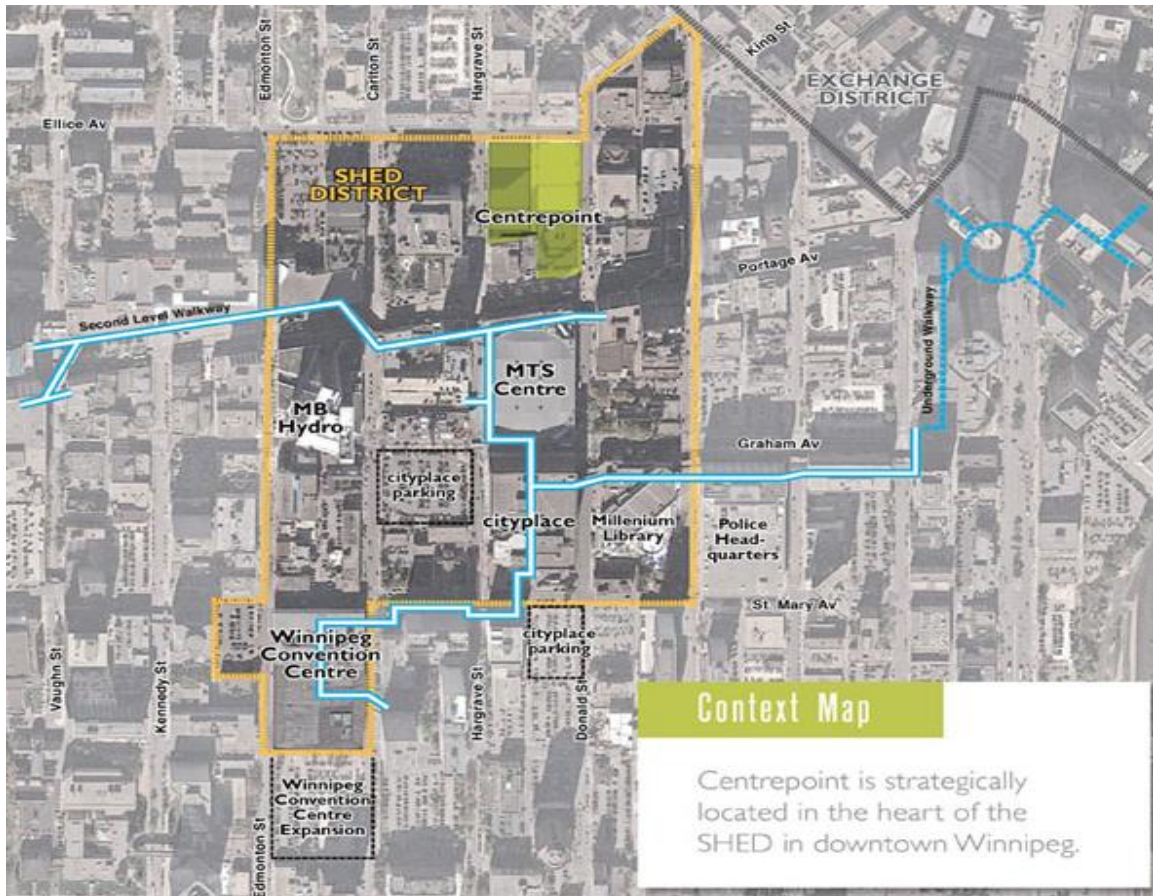 Edmonton St
Carlton St
Hargrave St
King St
EXCHANGE
DISTRICT
Ellice Av
SHED
DISTRICT
Centrepoint
Portage Av
Second Level Walkway
Underground Walkway
MTS
Centre
MB
Hydro
Graham Av
cityplace
parking
cityplace
Millenium
Library
Police
Head-
quarters
St. Mary Av
Winnipeg
Convention
Centre
cityplace
parking
Vaughn St
Kennedy St
Hargrave St
Donald St
Winnipeg
Convention
Centre
Expansion
Edmonton St
Context Map
Centrepoint is strategically
located in the heart of the
SHED in downtown Winnipeg.